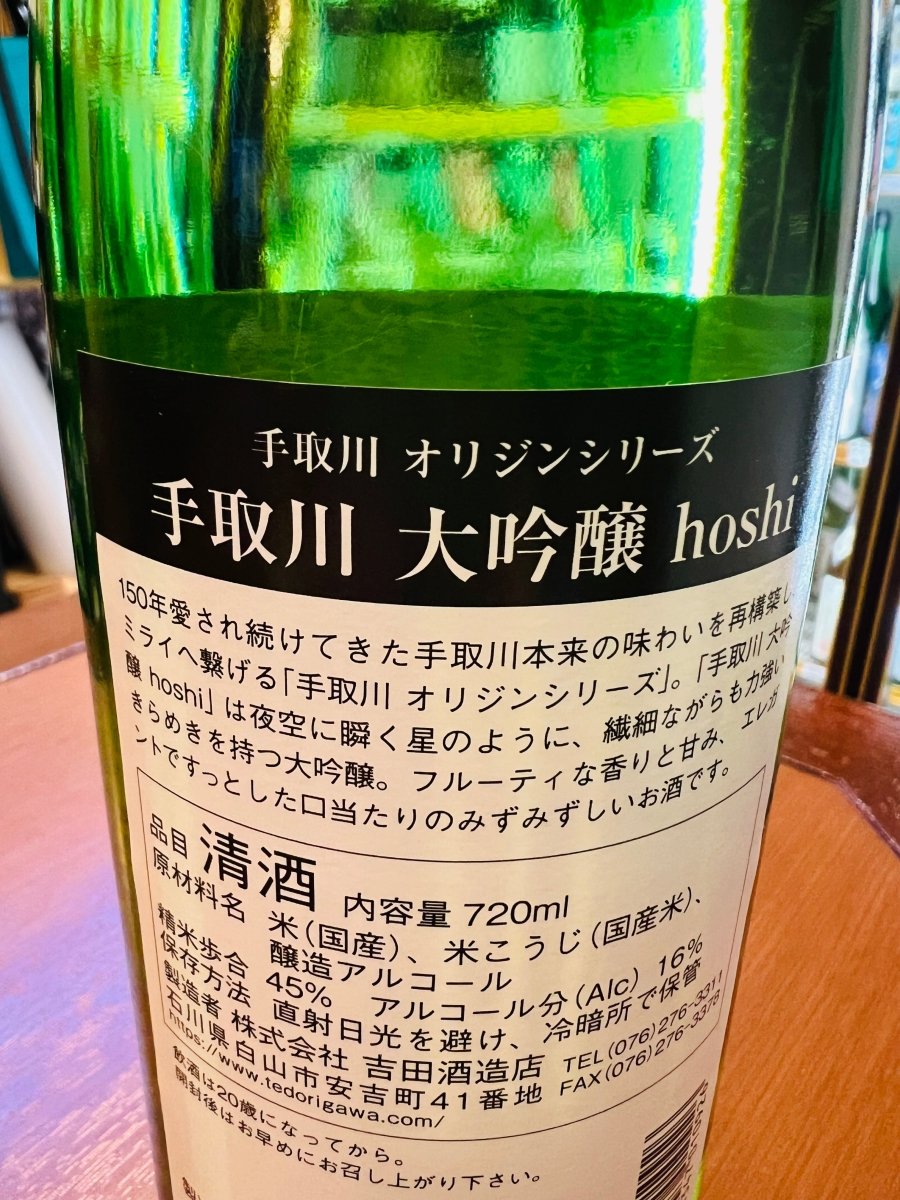 手取川 オリジンシリーズ
手取川 大吟醸 hoshi
150年愛され続けてきた手取川本来の味わいを再構築し
ミライへ繋げる「手取川 オリジンシリーズ」。「手取川 大吟
醸 hoshi」は夜空に瞬く星のように、繊細ながらも力強い
きらめきを持つ大吟醸。フルーティな香りと甘み、エレガ
ントですっとした口当たりのみずみずしいお酒です。
品目 清酒 内容量 720ml
原材料名 米(国産)、米こうじ(国産米)、
醸造アルコール
精米歩合 45% アルコール分(Alc) 16%
保存方法 直射日光を避け、冷暗所で保管
製造者 株式会社 吉田酒造店 TEL(076)276-3311
石川県白山市安吉町41番地 FAX(076)276-3378
https://www.tedorigawa.com/
飲酒は20歳になってから。
開封後はお早めにお召し上がり下さい。